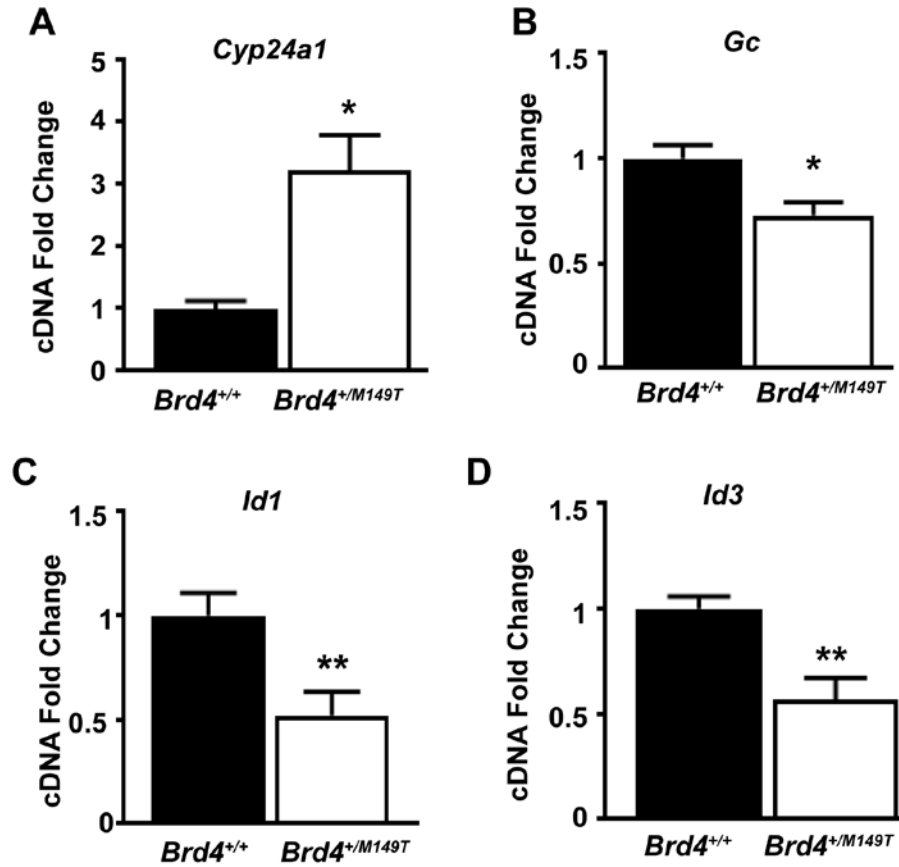 A
Cyp24a1
cDNA Fold Change
5
4
3
2
1
0
*
Brd4+/+ Brd4+/M149T
B
Gc
cDNA Fold Change
1.5
1
0.5
0
*
Brd4+/+ Brd4+/M149T
C
Id1
cDNA Fold Change
1.5
1
0.5
0
**
Brd4+/+ Brd4+/M149T
D
Id3
cDNA Fold Change
1.5
1
0.5
0
**
Brd4+/+ Brd4+/M149T